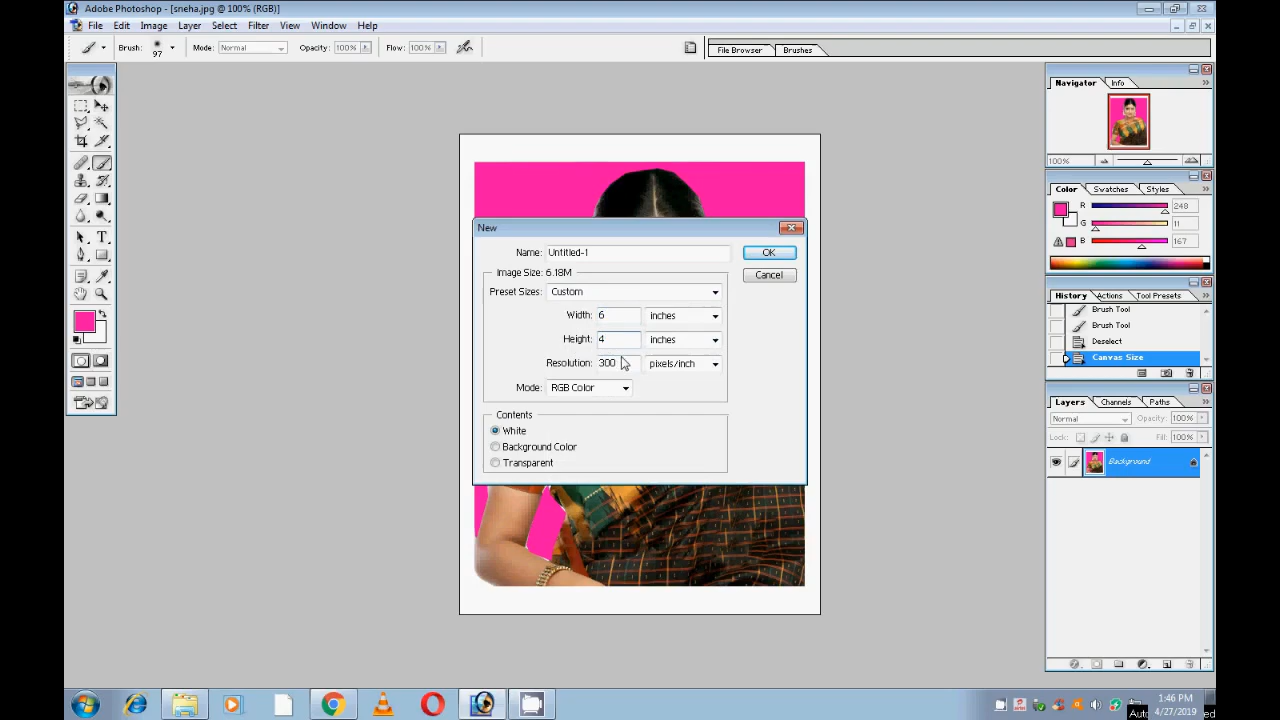 Adobe Photoshop - [sneha.jpg @ 100% (RGB)]
File Edit Image Layer Select Filter View Window Help
Brush: 97 Mode: Normal Opacity: 100% Flow: 100% File Browser Brushes
Navigator Info
100%
Color Swatches Styles
R 248
G 11
B 167
History Actions Tool Presets
Brush Tool
Brush Tool
Deselect
Canvas Size
Layers Channels Paths
Normal Opacity: 100%
Lock: Fill: 100%
Background
New
Name: Untitled-1 OK
Image Size: 6.18M
Cancel
Preset Sizes: Custom
Width: 6 inches
Height: 4 inches
Resolution: 300 pixels/inch
Mode: RGB Color
Contents
White
Background Color
Transparent
1:46 PM
4/27/2019